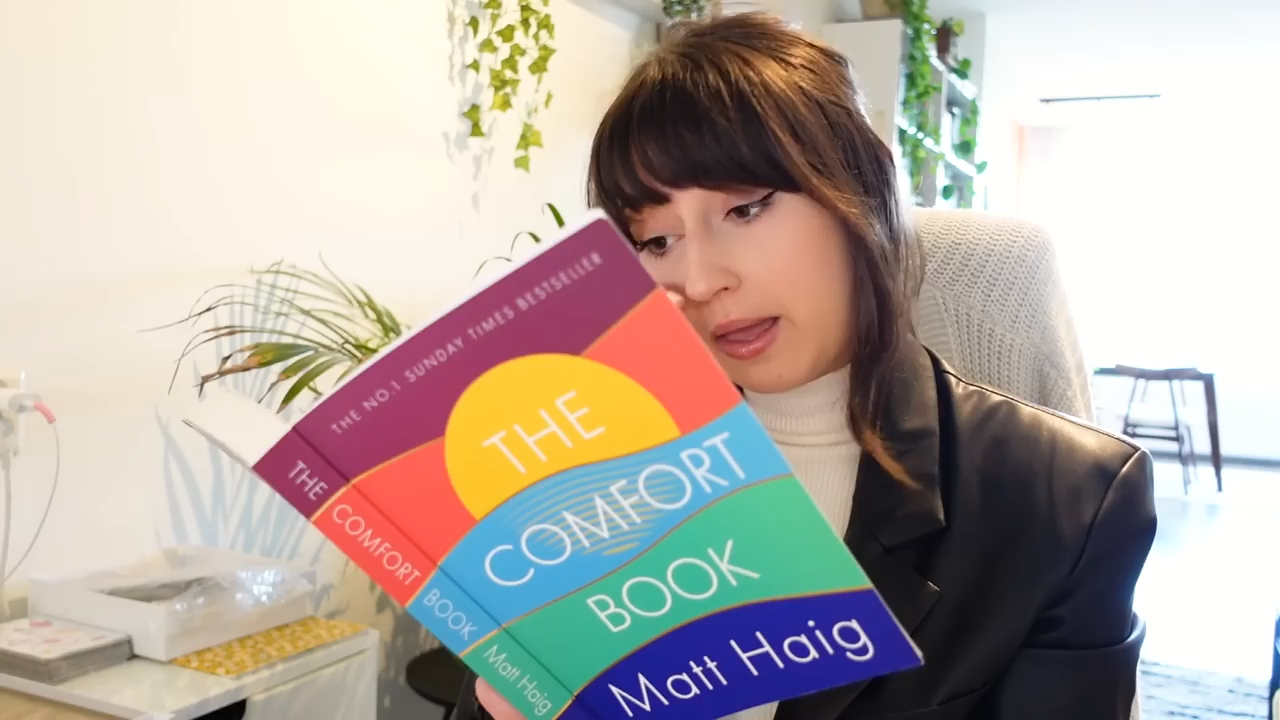 THE NO.1 SUNDAY TIMES BESTSELLER
THE
COMFORT
BOOK
Matt Haig
THE COMFORT BOOK Matt Haig